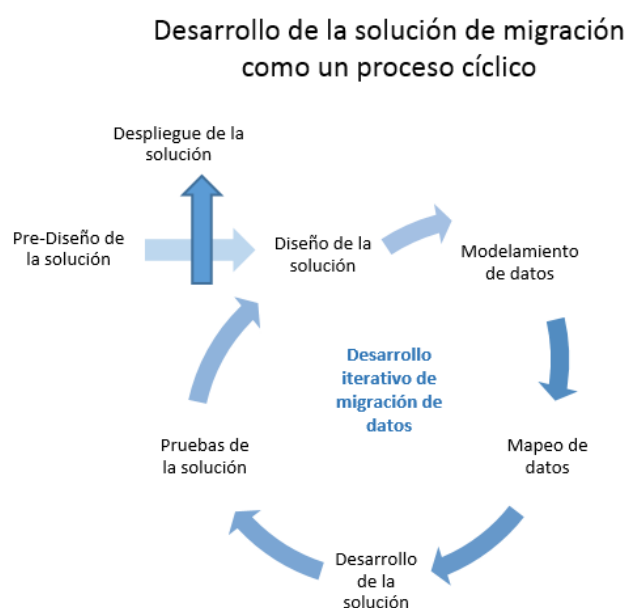 Desarrollo de la solución de migración
como un proceso cíclico
Despliegue de la
solución
Pre-Diseño de
la solución
Diseño de la
solución
Modelamiento
de datos
Desarrollo
iterativo de
migración de
datos
Pruebas de
la solución
Mapeo de
datos
Desarrollo
de la
solución